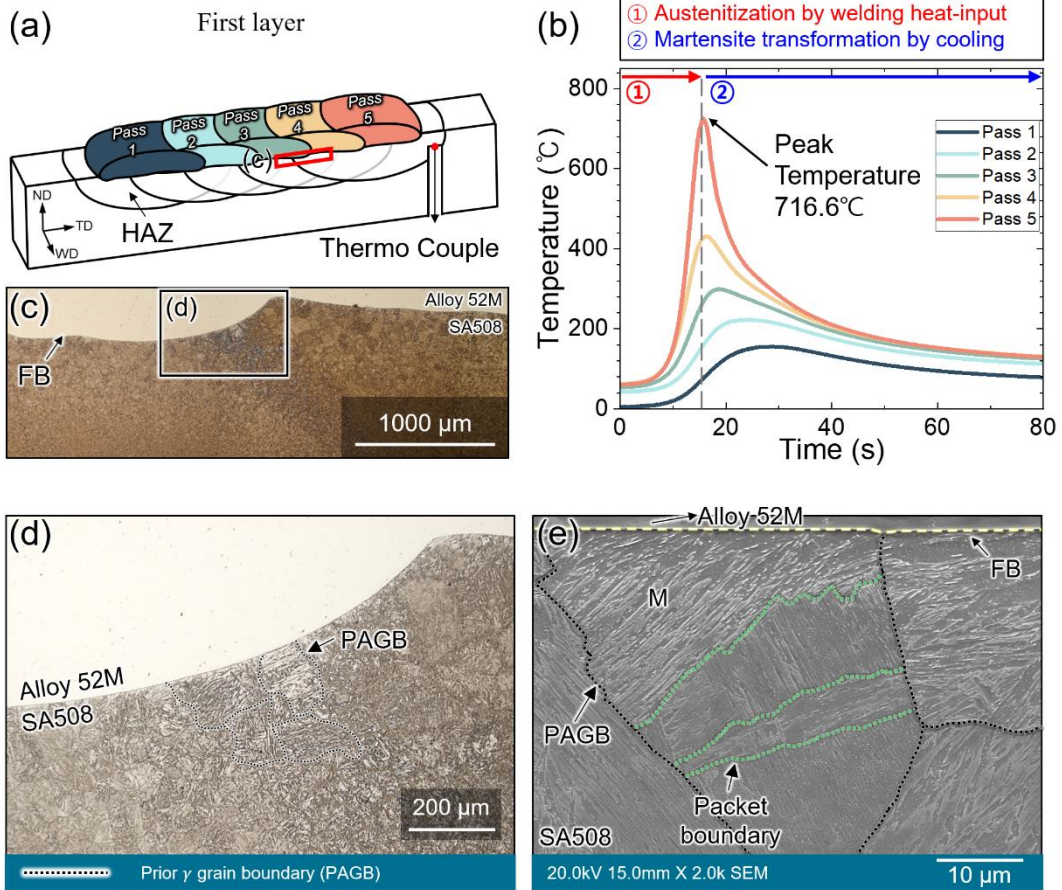 (a)
First layer
Pass 1
Pass 2
Pass 3
Pass 4
Pass 5
(c)
ND
TD
WD
HAZ
Thermo Couple
(b)
① Austenitization by welding heat-input
② Martensite transformation by cooling
① ②
Peak
Temperature
716.6℃
Pass 1
Pass 2
Pass 3
Pass 4
Pass 5
Temperature (℃)
800
600
400
200
0
0 20 40 60 80
Time (s)
(c)
(d)
Alloy 52M
SA508
FB
1000 μm
(d)
PAGB
Alloy 52M
SA508
200 μm
Prior γ grain boundary (PAGB)
(e)
Alloy 52M
FB
M
PAGB
Packet
boundary
SA508
20.0kV 15.0mm X 2.0k SEM
10 μm